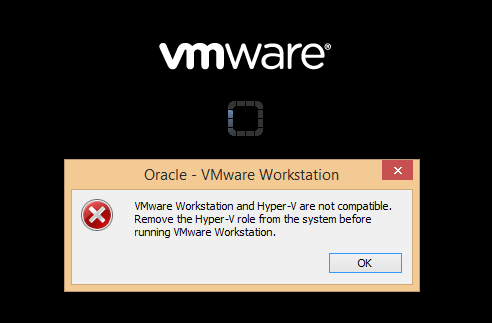 vmware®
Oracle - VMware Workstation
VMware Workstation and Hyper-V are not compatible.
Remove the Hyper-V role from the system before
running VMware Workstation.
OK